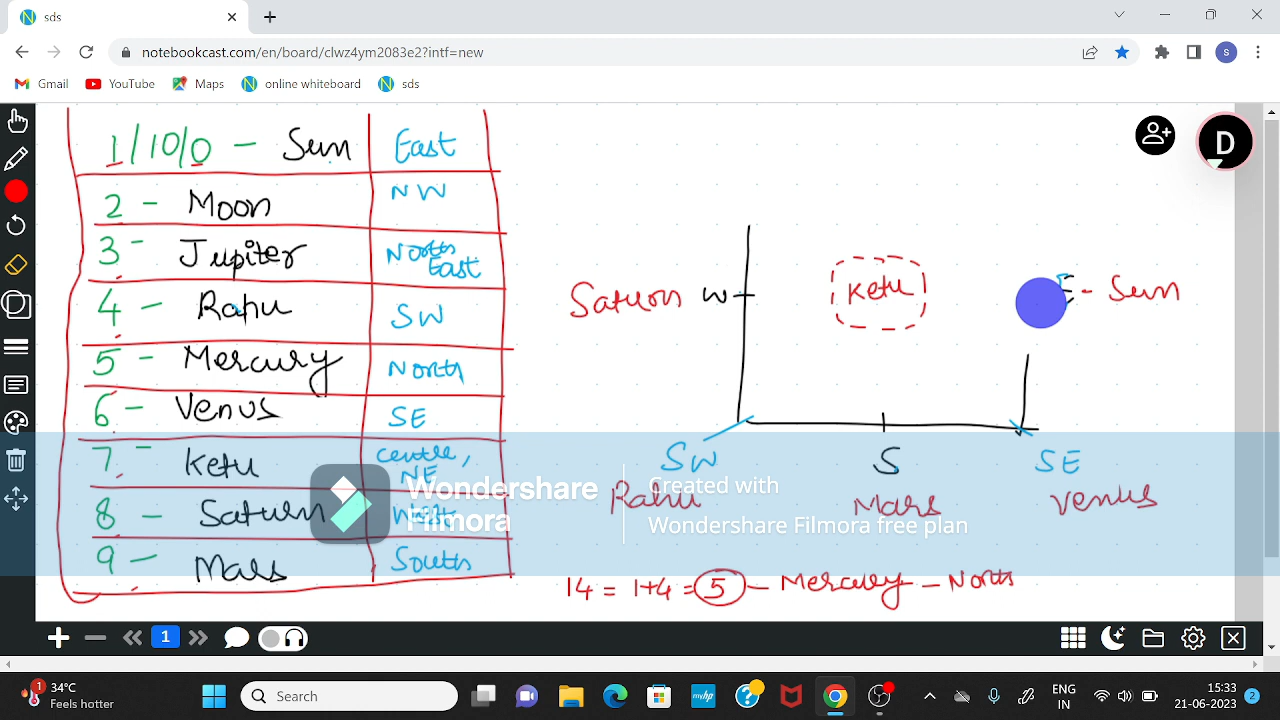 sds
notebookcast.com/en/board/clwz4ym2083e2?intf=new
S
Gmail YouTube Maps online whiteboard sds
D
1/10/0 - Sun East
2 - Moon NW
3 - Jupiter North East
4 - Rahu SW
5 - Mercury North
6 - Venus SE
7 - Ketu centre, NE
8 - Saturn West
9 - Mars South
Saturn W Ketu E - Sun
SW S SE
Rahu Mars Venus
14 = 1+4 = 5 - Mercury - North
Wondershare
Filmora
Created with
Wondershare Filmora free plan
1
1 34°C
Feels hotter
Search
myhp
ENG
IN
15:33
21-06-2023
2